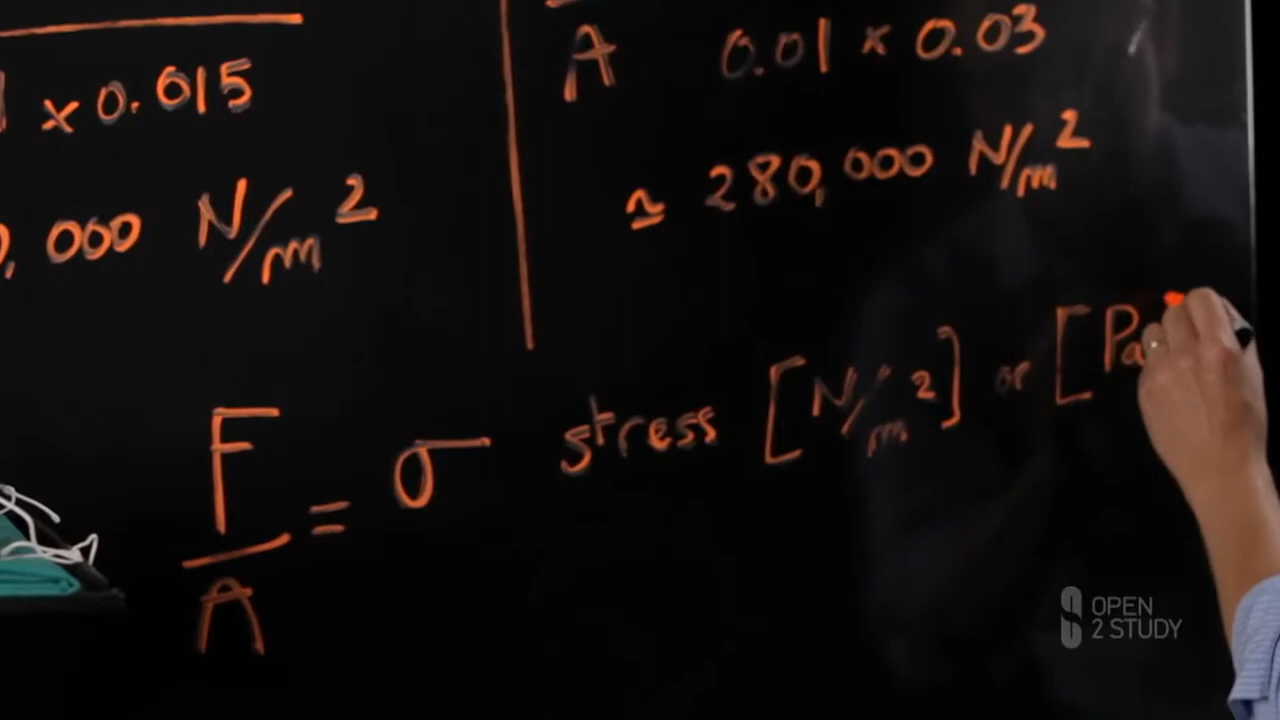 x 0.015
,000 N/m²
A 0.01 x 0.03
≃ 280,000 N/m²
F/A = σ stress [N/m²] or [Pa
OPEN
2 STUDY